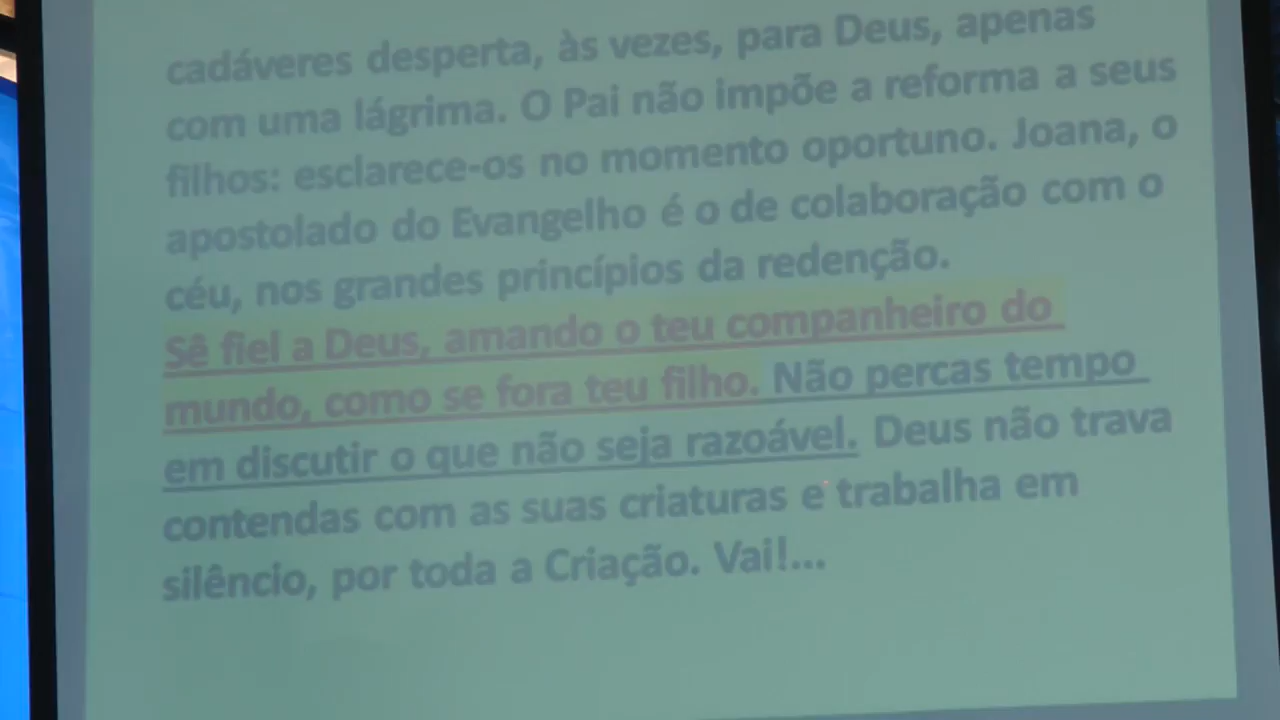 cadáveres desperta, às vezes, para Deus, apenas
com uma lágrima. O Pai não impõe a reforma a seus
filhos: esclarece-os no momento oportuno. Joana, o
apostolado do Evangelho é o de colaboração com o
céu, nos grandes princípios da redenção.
Sê fiel a Deus, amando o teu companheiro do
mundo, como se fora teu filho. Não percas tempo
em discutir o que não seja razoável. Deus não trava
contendas com as suas criaturas e trabalha em
silêncio, por toda a Criação. Vai!...